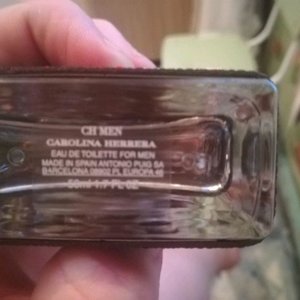 CH MEN
CAROLINA HERRERA
EAU DE TOILETTE FOR MEN
MADE IN SPAIN ANTONIO PUIG SA
BARCELONA 08902 PL EUROPA 46
50ml 1.7 FL OZ